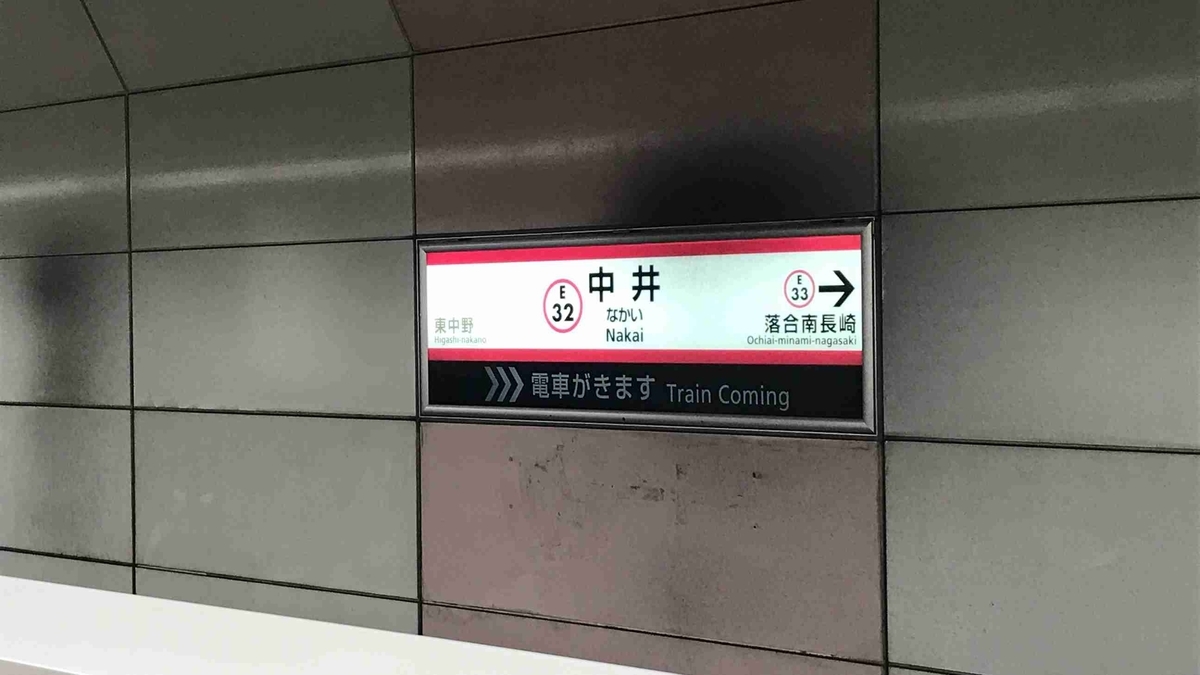 E
32
中井
なかい
Nakai
東中野
Higashi-nakano
E
33
→
落合南長崎
Ochiai-minami-nagasaki
電車がきます Train Coming